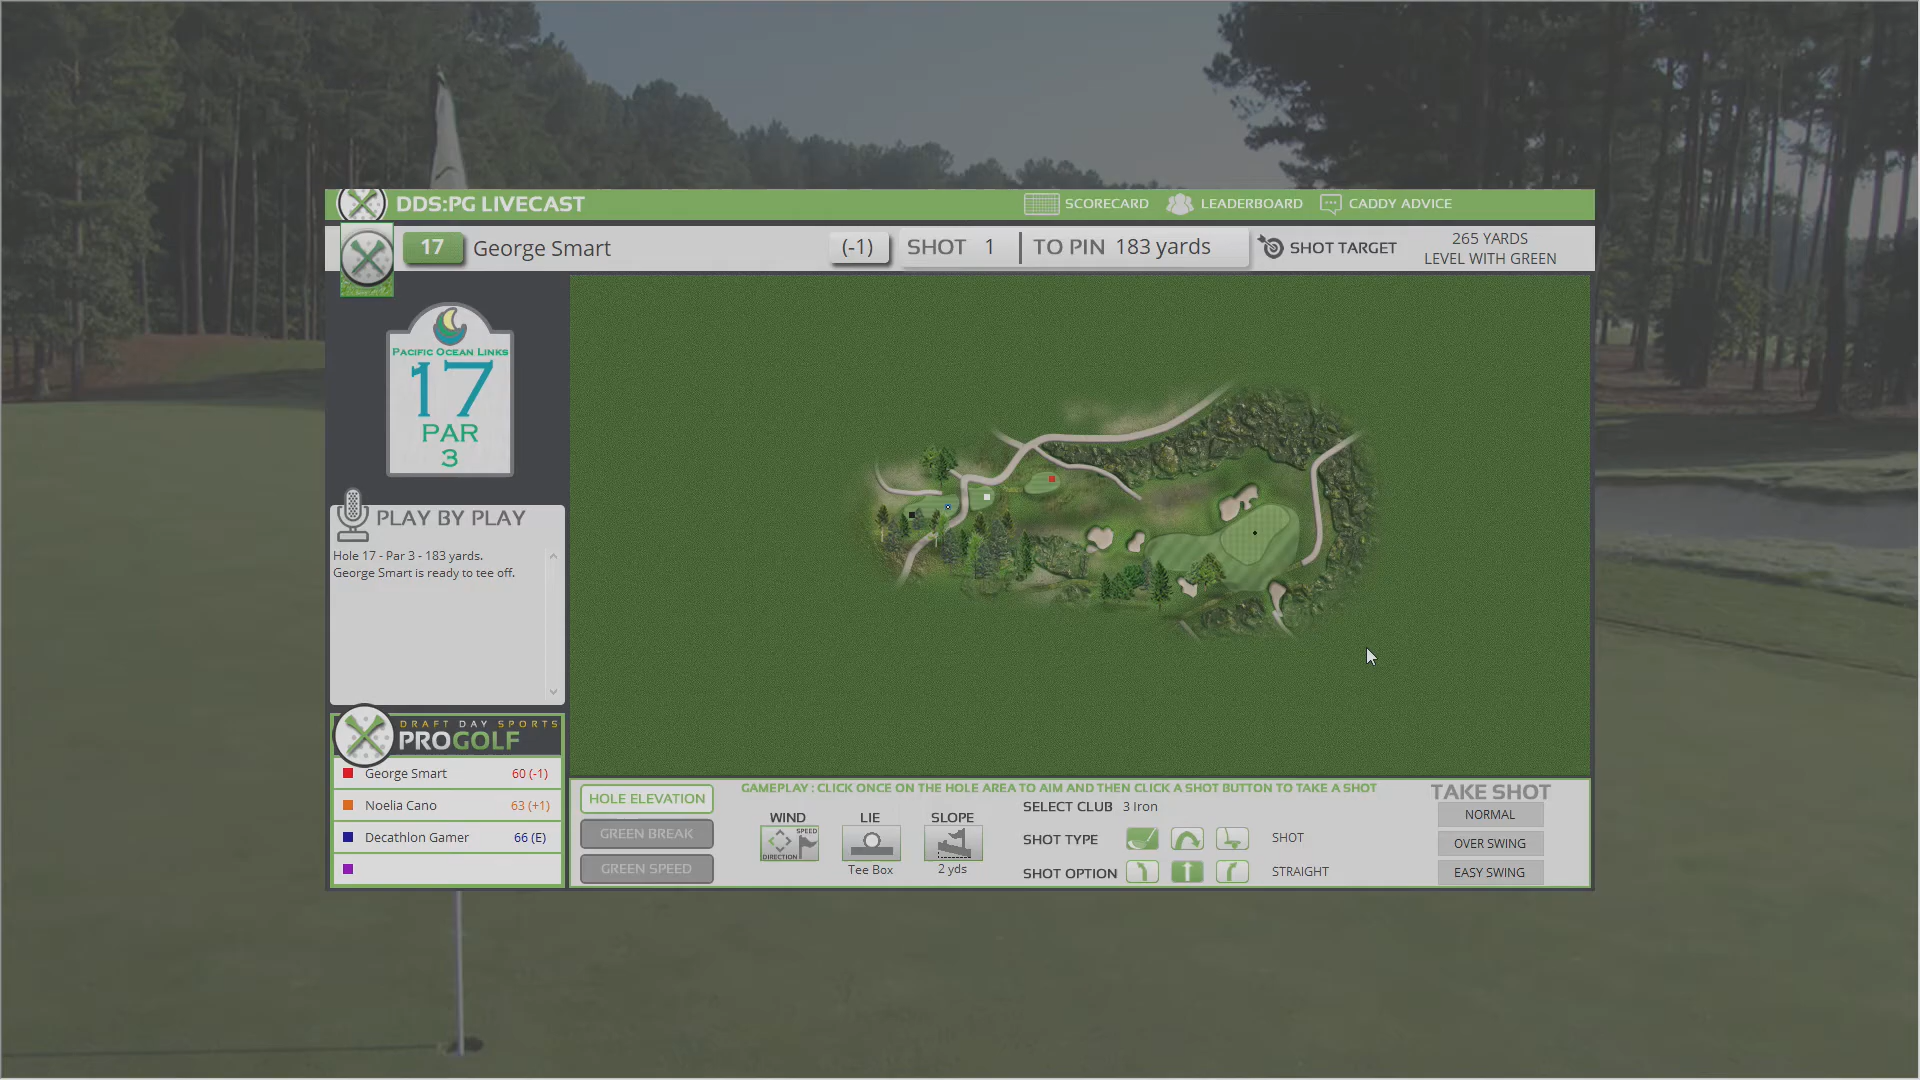 DDS:PG LIVECAST
SCORECARD
LEADERBOARD
CADDY ADVICE
17 George Smart
(-1)
SHOT 1
TO PIN 183 yards
SHOT TARGET
265 YARDS
LEVEL WITH GREEN
PACIFIC OCEAN LINKS
17
PAR
3
PLAY BY PLAY
Hole 17 - Par 3 - 183 yards.
George Smart is ready to tee off.
DRAFT DAY SPORTS
PROGOLF
George Smart 60 (-1)
Noelia Cano 63 (+1)
Decathlon Gamer 66 (E)
GAMEPLAY : CLICK ONCE ON THE HOLE AREA TO AIM AND THEN CLICK A SHOT BUTTON TO TAKE A SHOT
HOLE ELEVATION
GREEN BREAK
GREEN SPEED
WIND
SPEED
DIRECTION
LIE
Tee Box
SLOPE
2 yds
SELECT CLUB 3 Iron
SHOT TYPE SHOT
SHOT OPTION STRAIGHT
TAKE SHOT
NORMAL
OVER SWING
EASY SWING